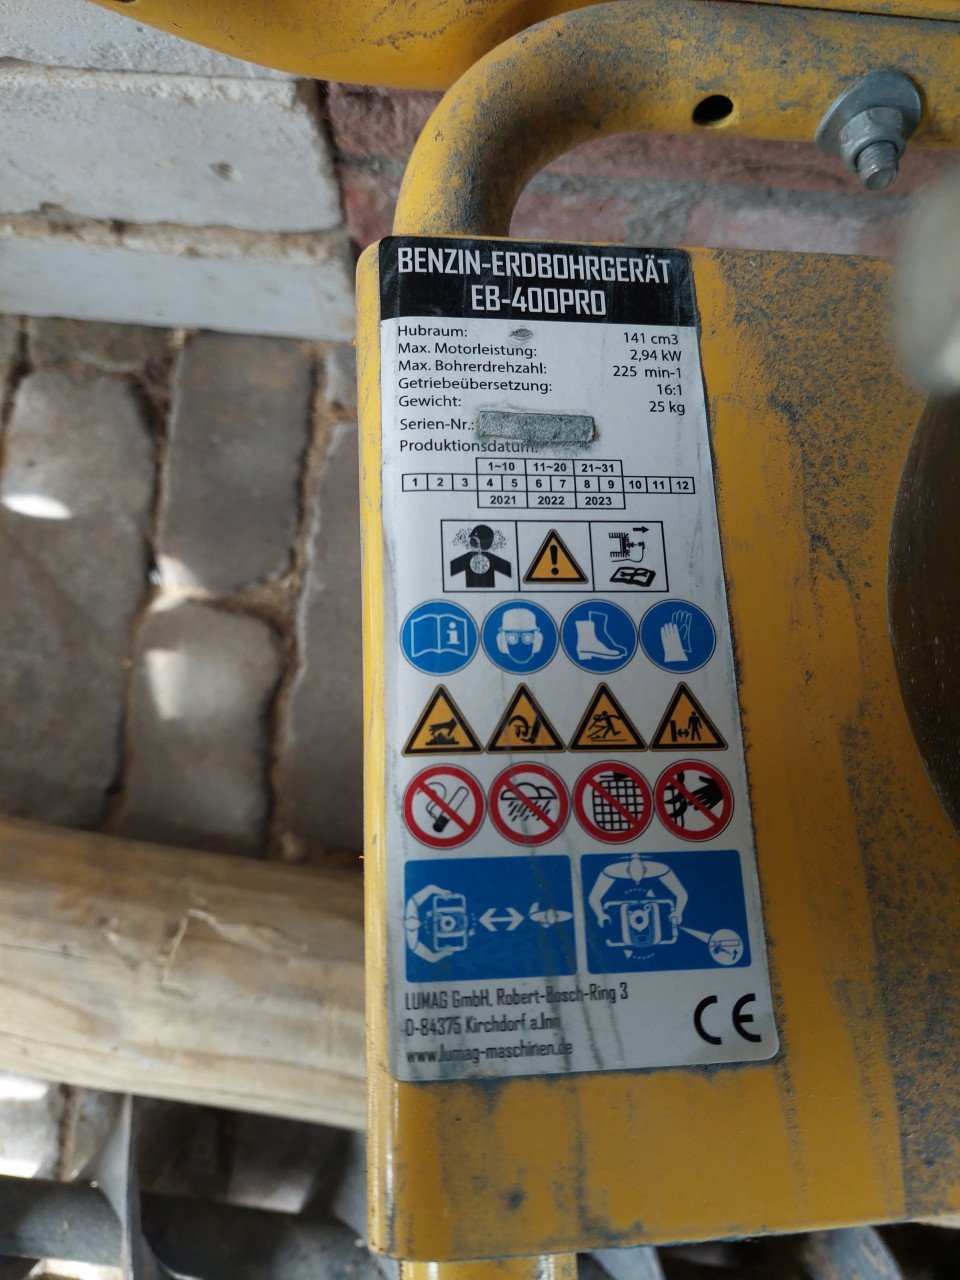 BENZIN-ERDBOHRGERÄT
EB-400PRO
Hubraum: 141 cm3
Max. Motorleistung: 2,94 kW
Max. Bohrerdrehzahl: 225 min-1
Getriebeübersetzung: 16:1
Gewicht: 25 kg
Serien-Nr.:
Produktionsdatum:
1~10 11~20 21~31
1 2 3 4 5 6 7 8 9 10 11 12
2021 2022 2023
LUMAG GmbH, Robert-Bosch-Ring 3
D-84375 Kirchdorf a.Inn
www.lumag-maschinen.de
CE